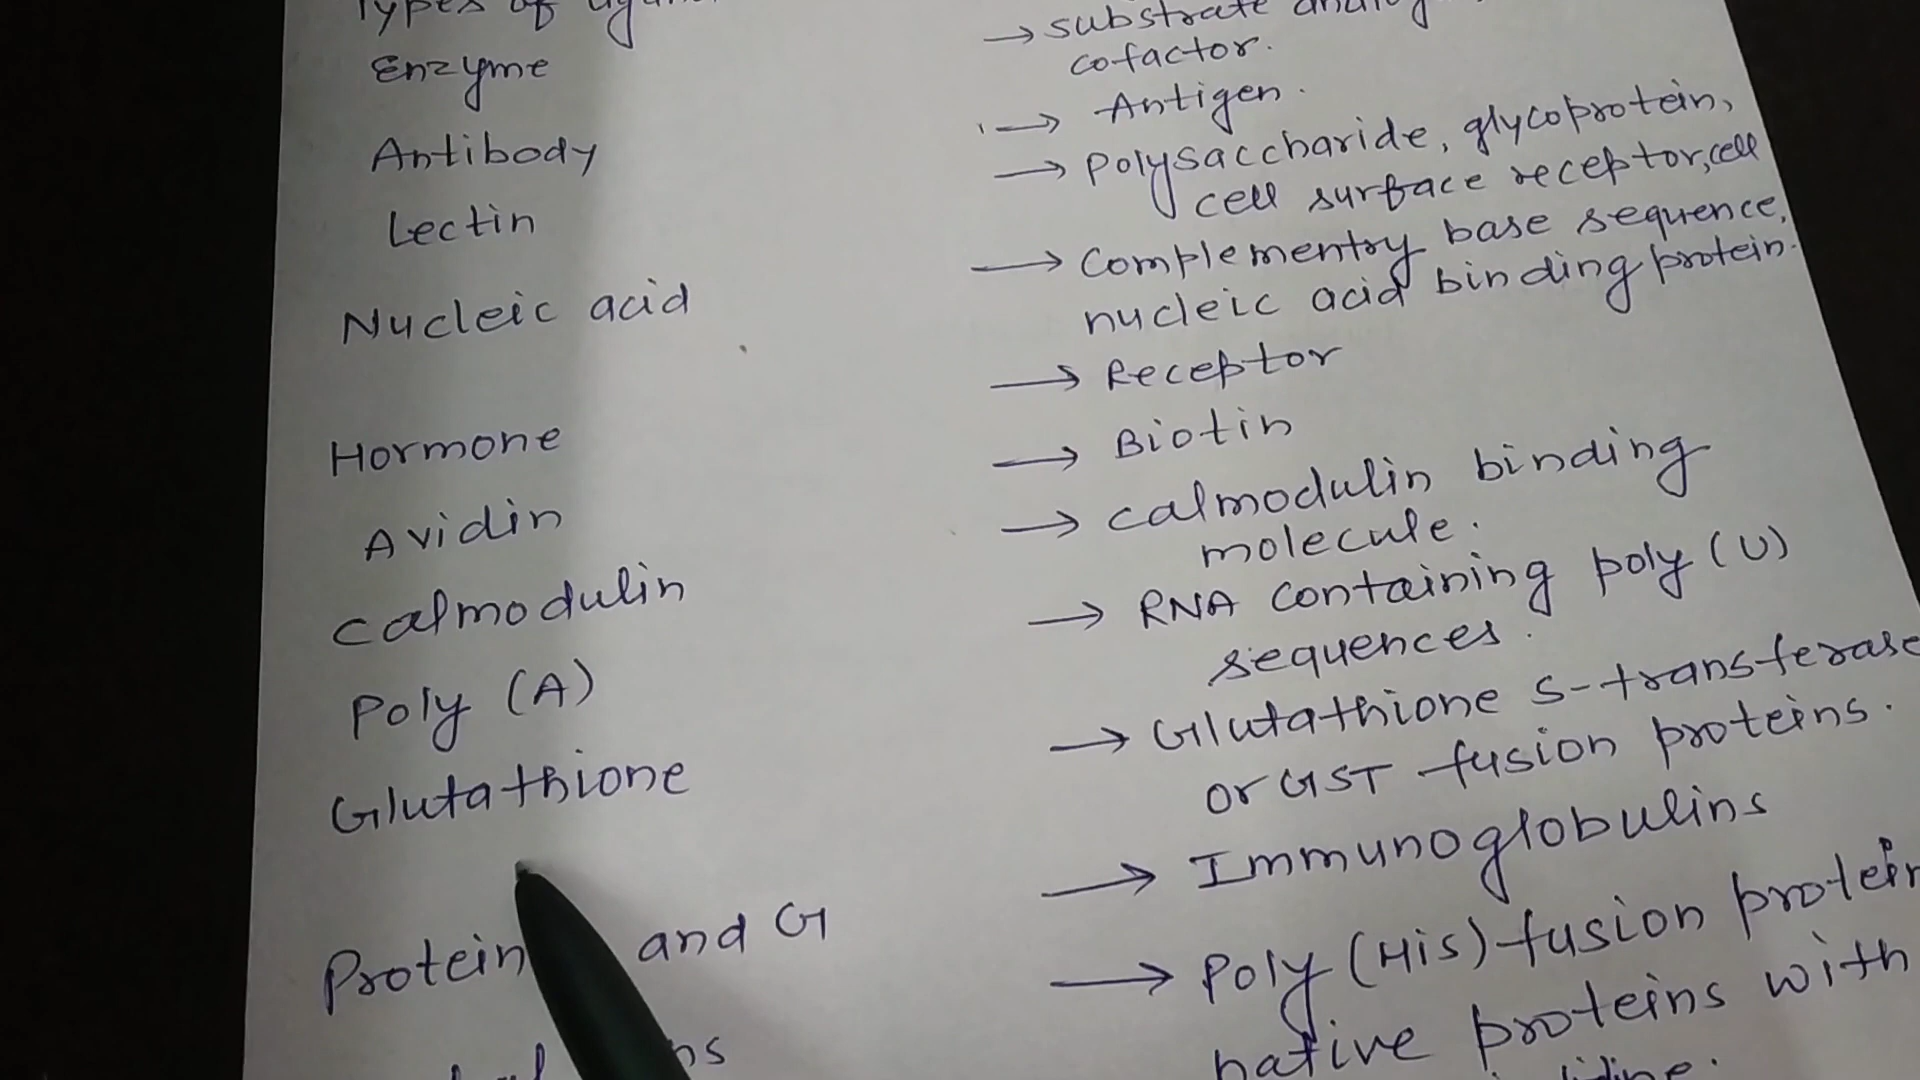 Types of
→ substrate
cofactor.
Enzyme
→ Antigen.
Antibody
→ Polysaccharide, glycoprotein,
cell surface receptor, cell
Lectin
→ Complementry base sequence,
nucleic acid binding protein.
Nucleic acid
→ Receptor
Hormone
→ Biotin
Avidin
→ Calmodulin binding
molecule.
Calmodulin
→ RNA containing poly (U)
sequences.
Poly (A)
→ Glutathione S-transferase
or GST fusion proteins.
Glutathione
→ Immunoglobulins
Protein and G
→ Poly (His) fusion protein
native proteins with